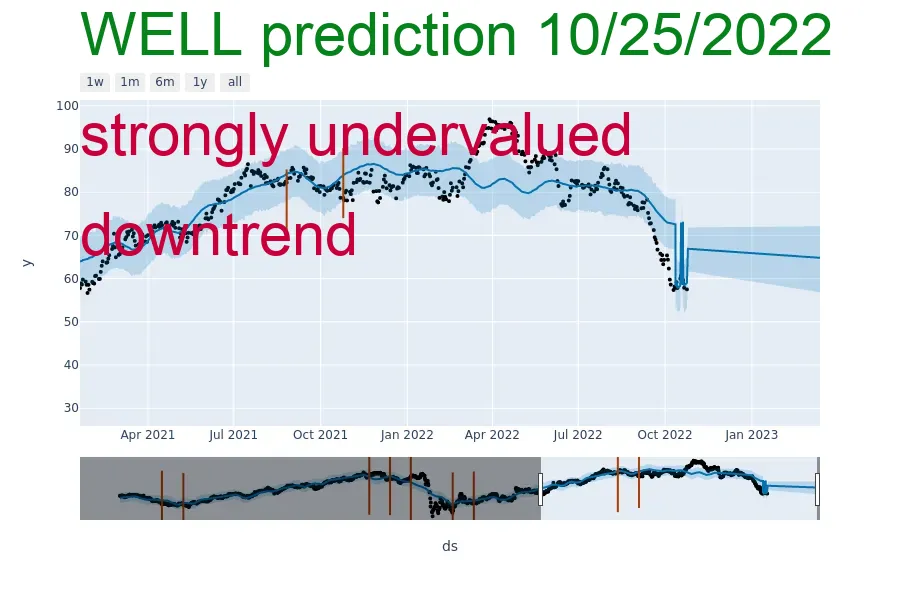 WELL prediction 10/25/2022
1w 1m 6m 1y all
strongly undervalued
downtrend
100
90
80
70
60
50
40
30
y
Apr 2021 Jul 2021 Oct 2021 Jan 2022 Apr 2022 Jul 2022 Oct 2022 Jan 2023
ds